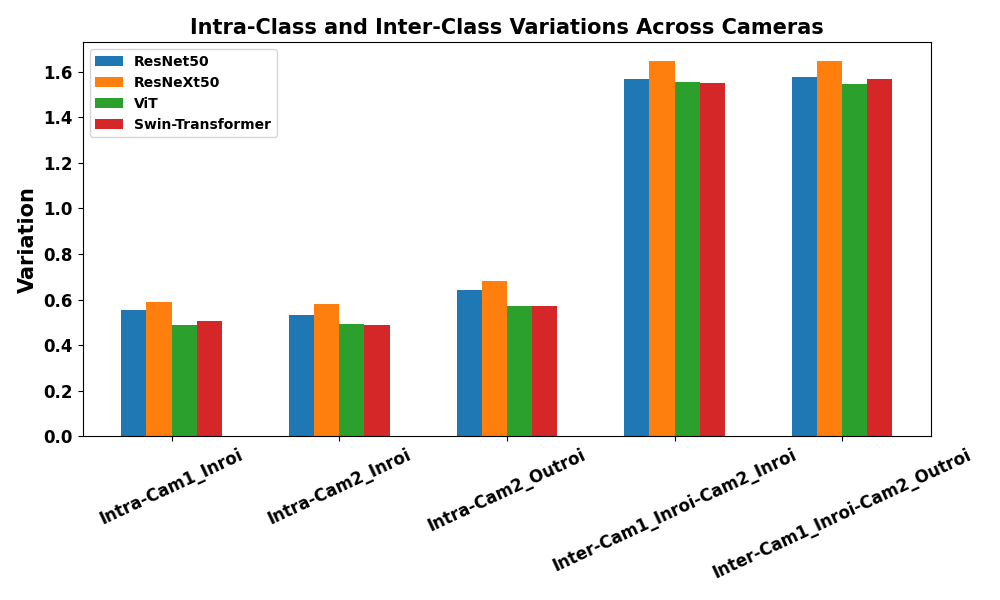 Intra-Class and Inter-Class Variations Across Cameras
ResNet50
ResNeXt50
ViT
Swin-Transformer
Variation
1.6
1.4
1.2
1.0
0.8
0.6
0.4
0.2
0.0
Intra-Cam1_Inroi
Intra-Cam2_Inroi
Intra-Cam2_Outroi
Inter-Cam1_Inroi-Cam2_Inroi
Inter-Cam1_Inroi-Cam2_Outroi